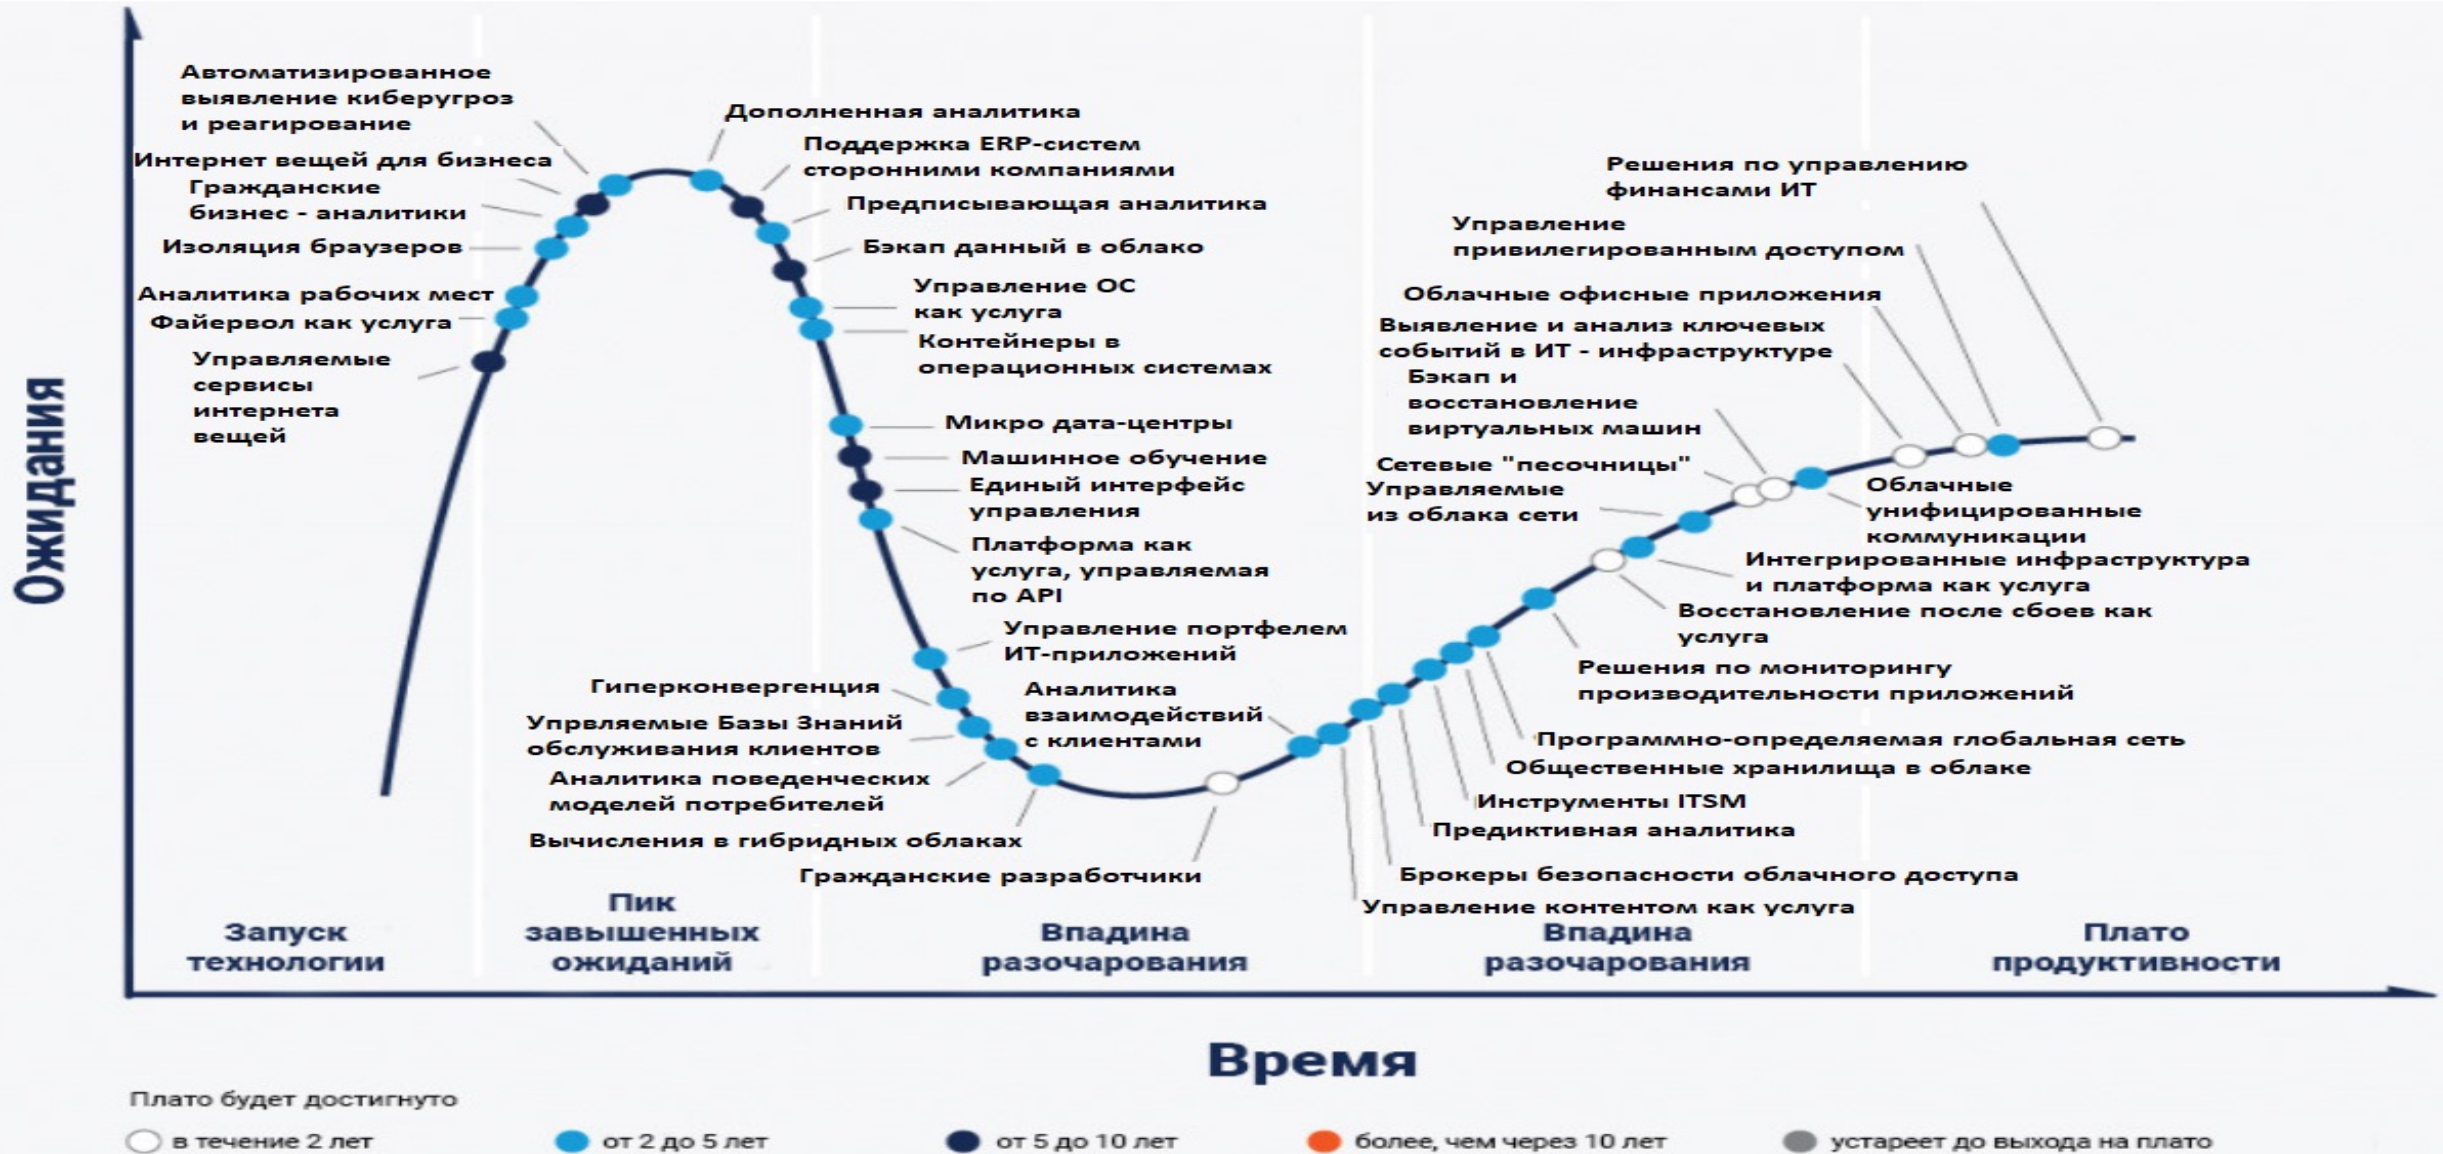 Ожидания
Автоматизированное
выявление киберугроз
и реагирование
Интернет вещей для бизнеса
Гражданские
бизнес - аналитики
Изоляция браузеров
Аналитика рабочих мест
Файервол как услуга
Управляемые
сервисы
интернета
вещей
Дополненная аналитика
Поддержка ERP-систем
сторонними компаниями
Предписывающая аналитика
Бэкап данный в облако
Управление ОС
как услуга
Контейнеры в
операционных системах
Микро дата-центры
Машинное обучение
Единый интерфейс
управления
Платформа как
услуга, управляемая
по API
Управление портфелем
ИТ-приложений
Гиперконвергенция
Упрвляемые Базы Знаний
обслуживания клиентов
Аналитика поведенческих
моделей потребителей
Вычисления в гибридных облаках
Гражданские разработчики
Аналитика
взаимодействий
с клиентами
Решения по управлению
финансами ИТ
Управление
привилегированным доступом
Облачные офисные приложения
Выявление и анализ ключевых
событий в ИТ - инфраструктуре
Бэкап и
восстановление
виртуальных машин
Сетевые "песочницы"
Управляемые
из облака сети
Облачные
унифицированные
коммуникации
Интегрированные инфраструктура
и платформа как услуга
Восстановление после сбоев как
услуга
Решения по мониторингу
производительности приложений
Программно-определяемая глобальная сеть
Общественные хранилища в облаке
Инструменты ITSM
Предиктивная аналитика
Брокеры безопасности облачного доступа
Управление контентом как услуга
Запуск
технологии
Пик
завышенных
ожиданий
Впадина
разочарования
Впадина
разочарования
Плато
продуктивности
Время
Плато будет достигнуто
в течение 2 лет
от 2 до 5 лет
от 5 до 10 лет
более, чем через 10 лет
устареет до выхода на плато